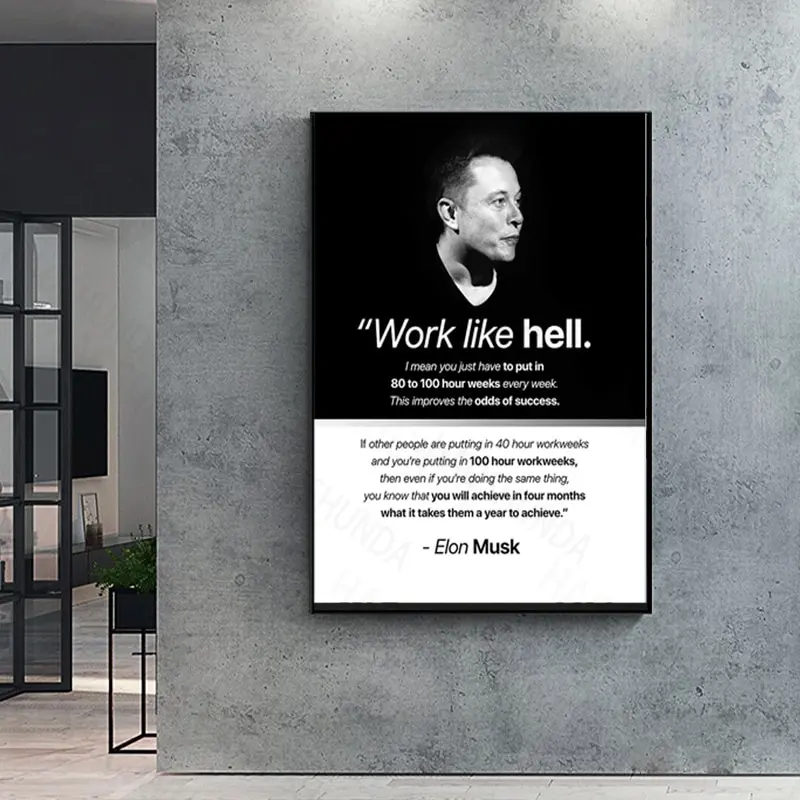 “Work like hell.
I mean you just have to put in
80 to 100 hour weeks every week.
This improves the odds of success.
If other people are putting in 40 hour workweeks
and you're putting in 100 hour workweeks,
then even if you're doing the same thing,
you know that you will achieve in four months
what it takes them a year to achieve.”
- Elon Musk